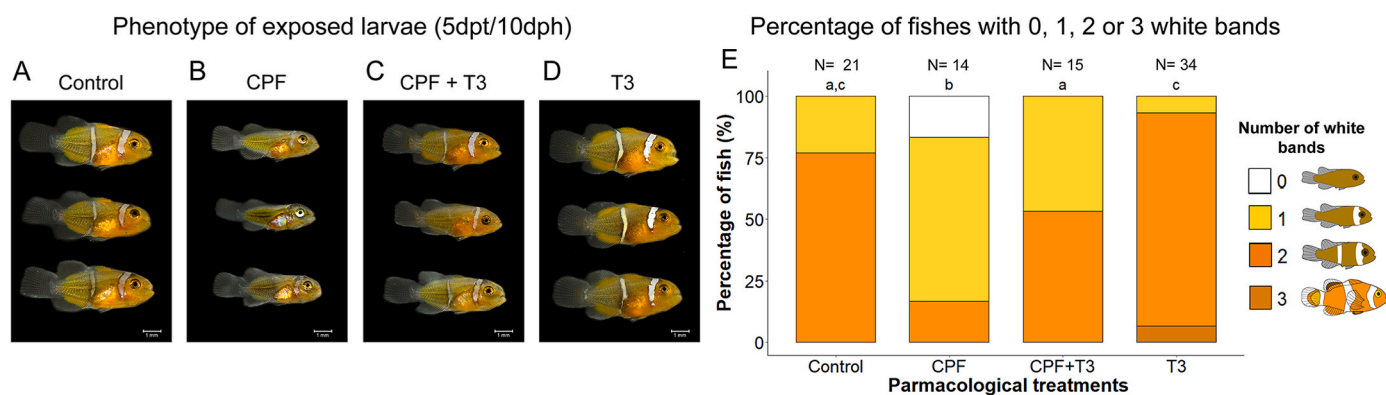 Phenotype of exposed larvae (5dpt/10dph)
A
Control
B
CPF
C
CPF + T3
D
T3
1 mm
1 mm
1 mm
1 mm
Percentage of fishes with 0, 1, 2 or 3 white bands
E
N= 21
N= 14
N= 15
N= 34
a,c
b
a
c
Percentage of fish (%)
100
75
50
25
0
Control
CPF
CPF+T3
T3
Parmacological treatments
Number of white
bands
0
1
2
3